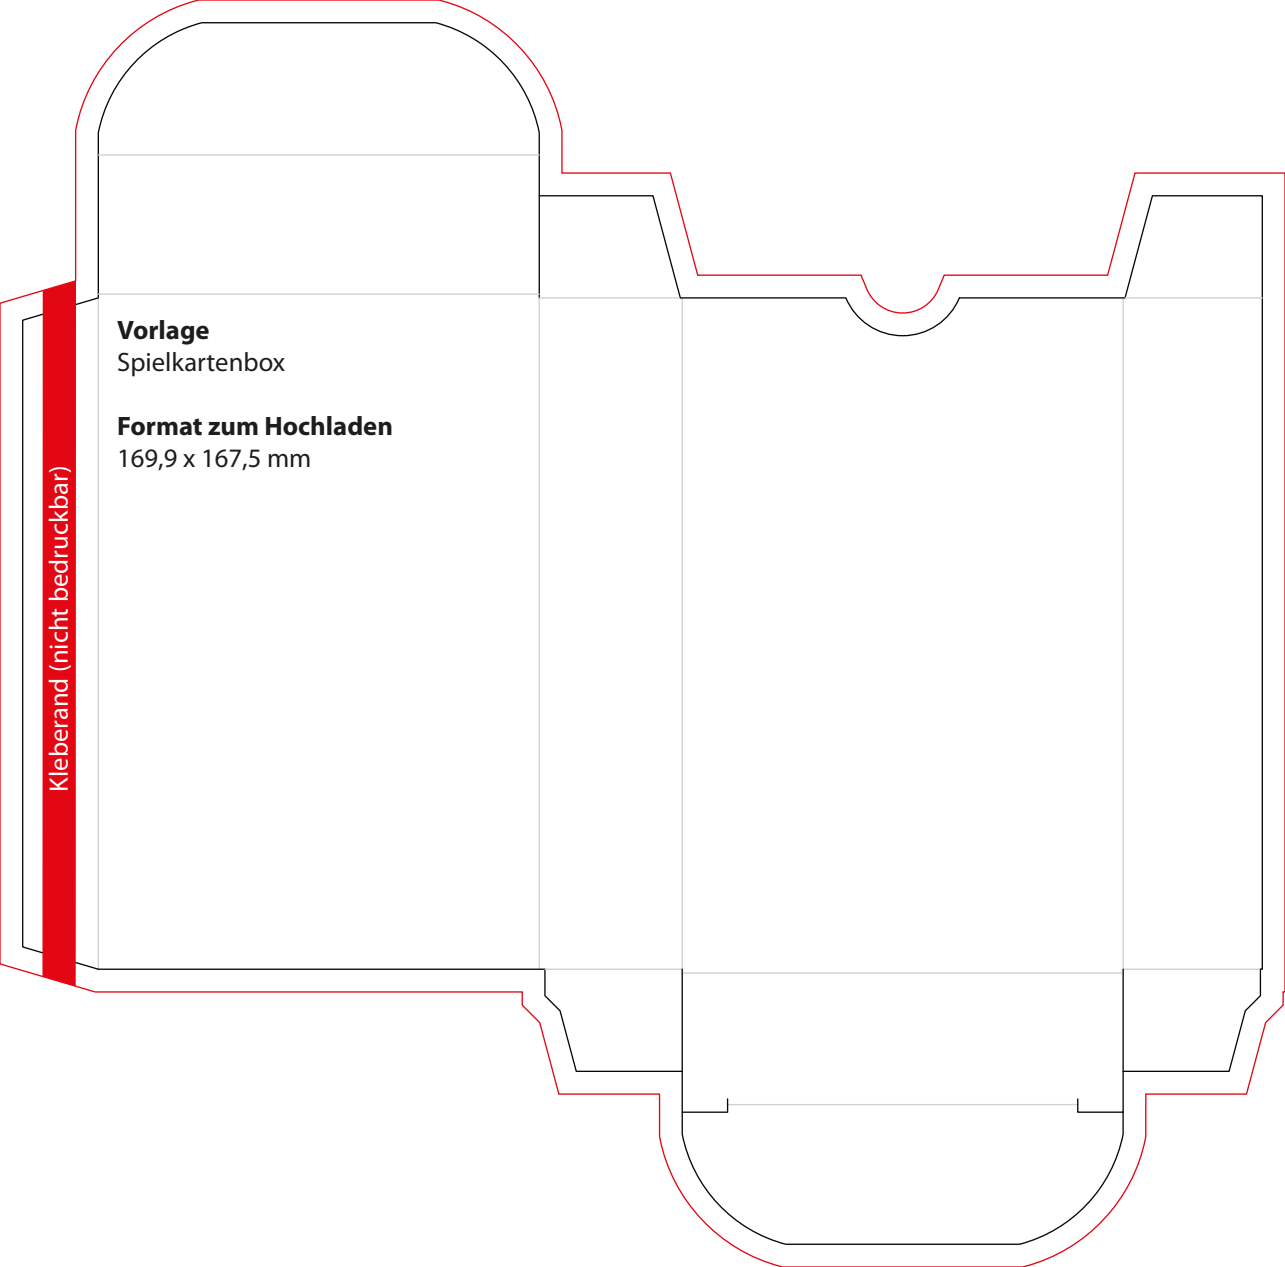 Vorlage
Spielkartenbox
Format zum Hochladen
169,9 x 167,5 mm
Kleberand (nicht bedruckbar)